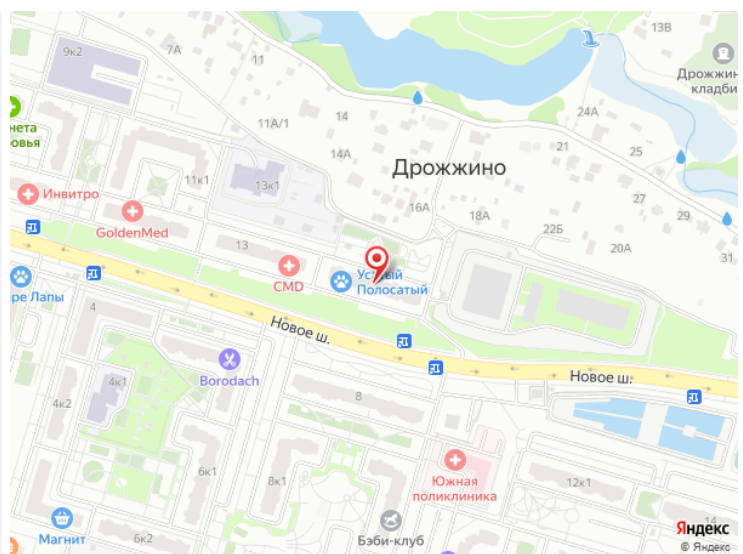 13В
9к2
7А
11
Дрожжино
кладби
14
11А/1
24А
нета
ровья
14А
21
25
Дрожжино
11к1
13к1
Инвитро
16А
18А
27
29
GoldenMed
22Б
20А
31
13
CMD
Усатый
Полосатый
ре Лапы
4
Новое ш.
Borodach
Новое ш.
4к1
4к2
8
6к1
8к1
Южная
поликлиника
12к1
Магнит
6к2
Бэби-клуб
14
Яндекс
© Яндекс